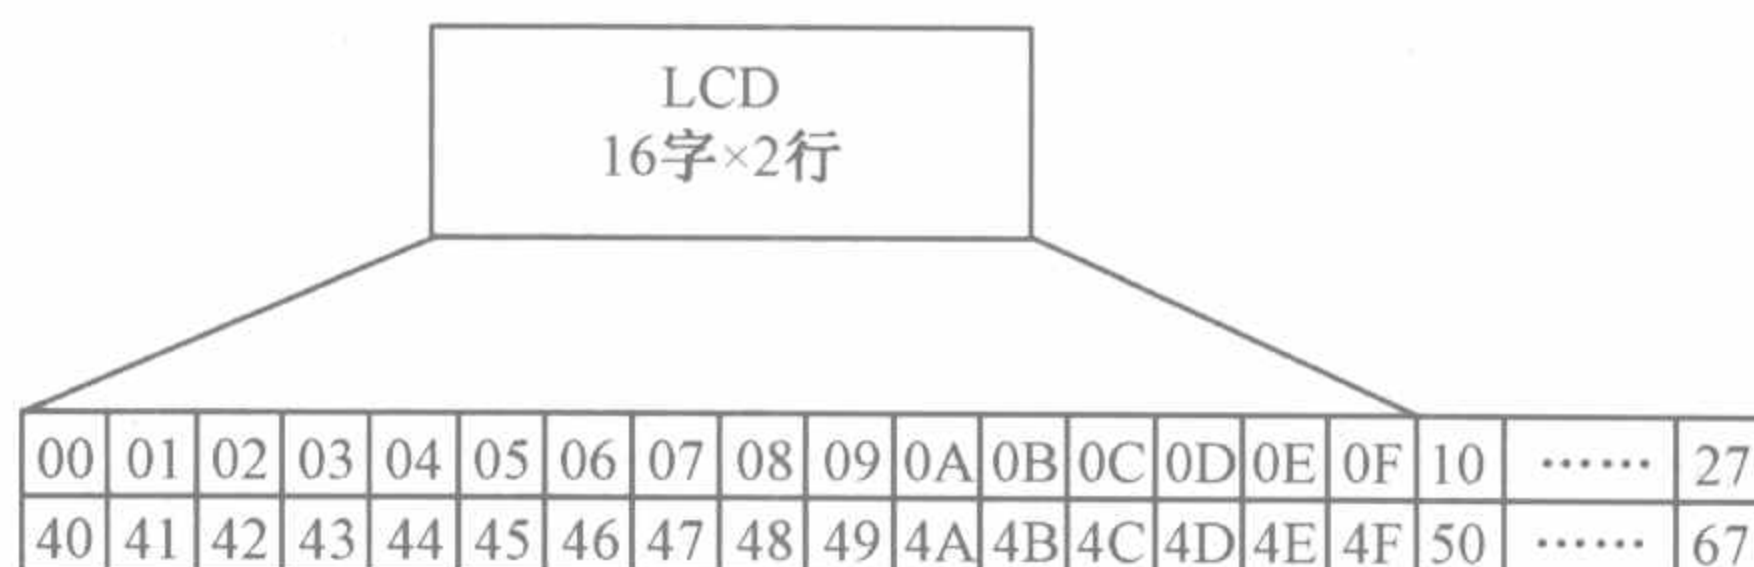 LCD
16字×2行
00 01 02 03 04 05 06 07 08 09 0A 0B 0C 0D 0E 0F 10 …… 27
40 41 42 43 44 45 46 47 48 49 4A 4B 4C 4D 4E 4F 50 …… 67